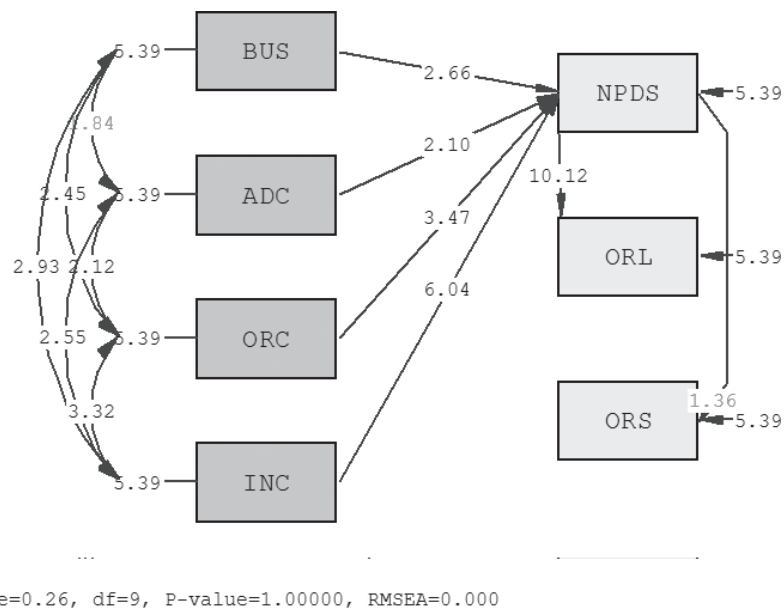 5.39 BUS
2.66
NPDS 5.39
1.84
2.10
10.12
2.45 5.39 ADC
3.47
ORL 5.39
2.93 2.12
6.04
2.55 5.39 ORC
1.36
3.32
ORS 5.39
5.39 INC
e=0.26, df=9, P-value=1.00000, RMSEA=0.000